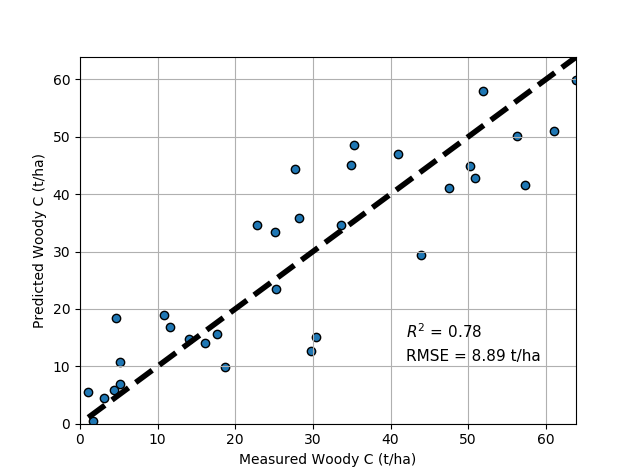 60
50
40
30
20
10
0
Predicted Woody C (t/ha)
R² = 0.78
RMSE = 8.89 t/ha
0 10 20 30 40 50 60
Measured Woody C (t/ha)